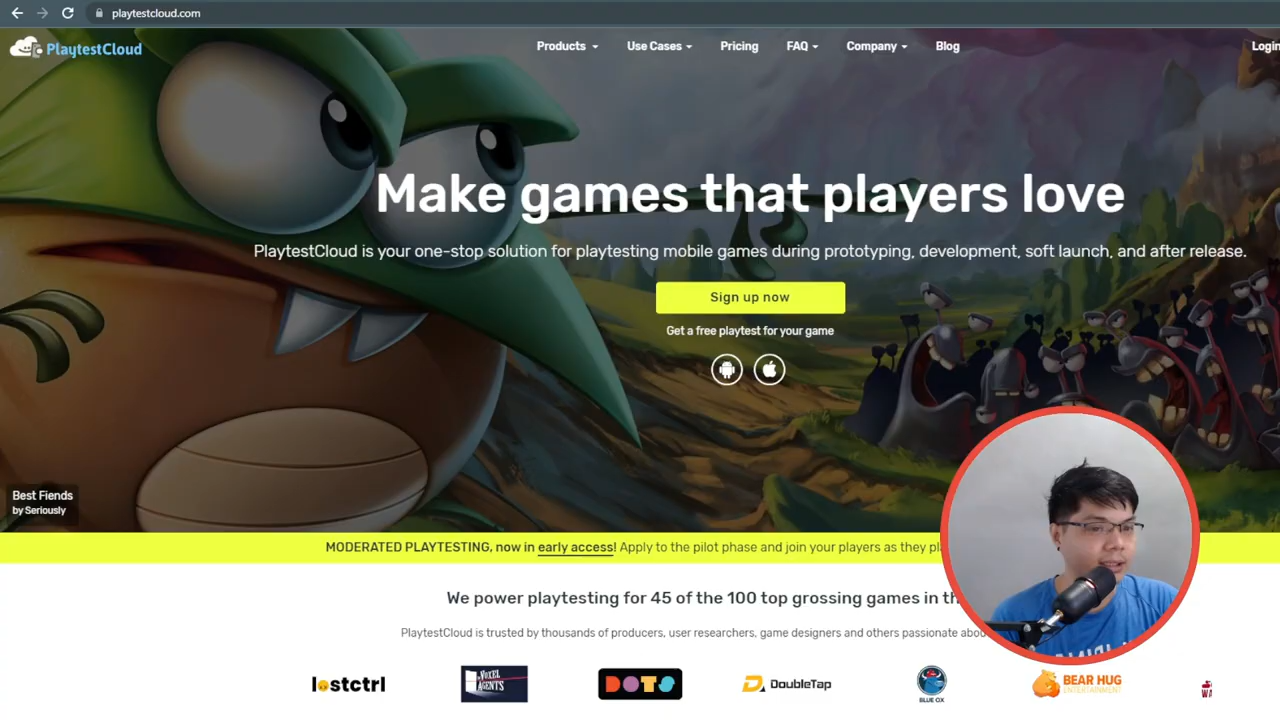 playtestcloud.com
PlaytestCloud
Products
Use Cases
Pricing
FAQ
Company
Blog
Login
Make games that players love
PlaytestCloud is your one-stop solution for playtesting mobile games during prototyping, development, soft launch, and after release.
Sign up now
Get a free playtest for your game
Best Fiends
by Seriously
MODERATED PLAYTESTING, now in early access! Apply to the pilot phase and join your players as they
We power playtesting for 45 of the 100 top grossing games in
PlaytestCloud is trusted by thousands of producers, user researchers, game designers and others passionate
lostctrl
VOXEL AGENTS
DOTS
DoubleTap
BLUE OX
BEAR HUG
ENTERTAINMENT